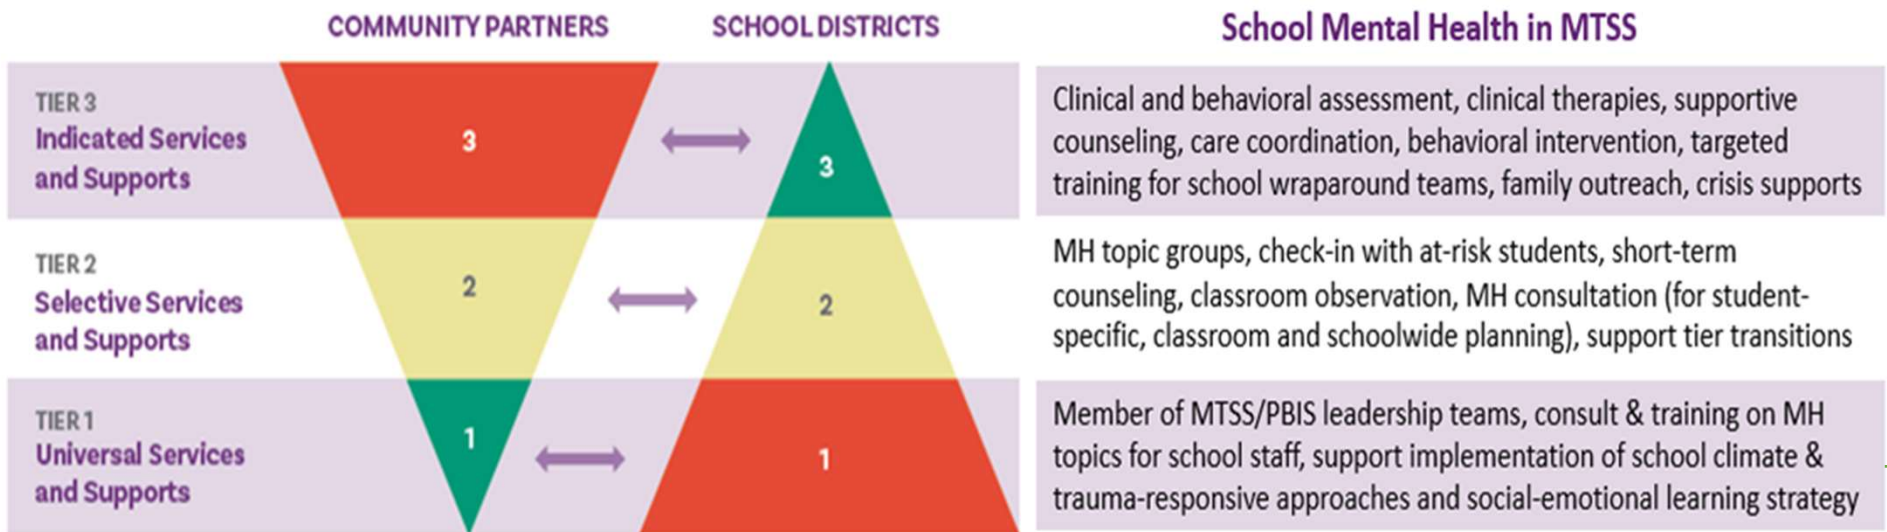 COMMUNITY PARTNERS
SCHOOL DISTRICTS
School Mental Health in MTSS
TIER 3
Indicated Services
and Supports
3
3
Clinical and behavioral assessment, clinical therapies, supportive
counseling, care coordination, behavioral intervention, targeted
training for school wraparound teams, family outreach, crisis supports
TIER 2
Selective Services
and Supports
2
2
MH topic groups, check-in with at-risk students, short-term
counseling, classroom observation, MH consultation (for student-
specific, classroom and schoolwide planning), support tier transitions
TIER 1
Universal Services
and Supports
1
1
Member of MTSS/PBIS leadership teams, consult & training on MH
topics for school staff, support implementation of school climate &
trauma-responsive approaches and social-emotional learning strategy